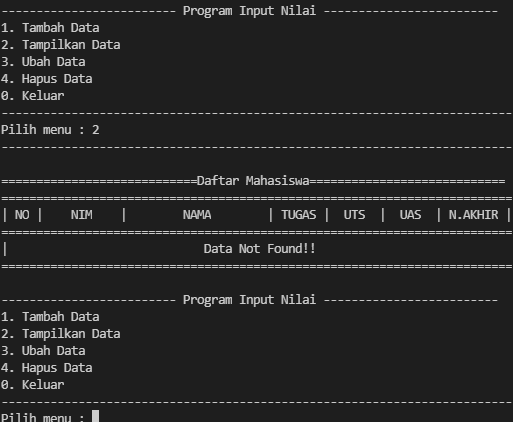 ------------------------- Program Input Nilai -------------------------
1. Tambah Data
2. Tampilkan Data
3. Ubah Data
4. Hapus Data
0. Keluar
-------------------------------------------------------------------------
Pilih menu : 2
-------------------------------------------------------------------------
============================Daftar Mahasiswa============================
=========================================================================
| NO |    NIM    |        NAMA        | TUGAS |  UTS  |  UAS  | N.AKHIR |
=========================================================================
|                            Data Not Found!!
=========================================================================
------------------------- Program Input Nilai -------------------------
1. Tambah Data
2. Tampilkan Data
3. Ubah Data
4. Hapus Data
0. Keluar
-------------------------------------------------------------------------
Pilih menu :